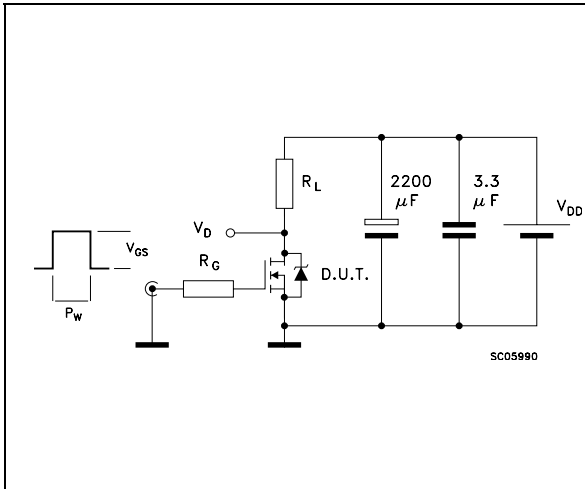 R_L
2200
µF
3.3
µF
V_DD
V_D
V_GS
R_G
D.U.T.
P_W
SC05990